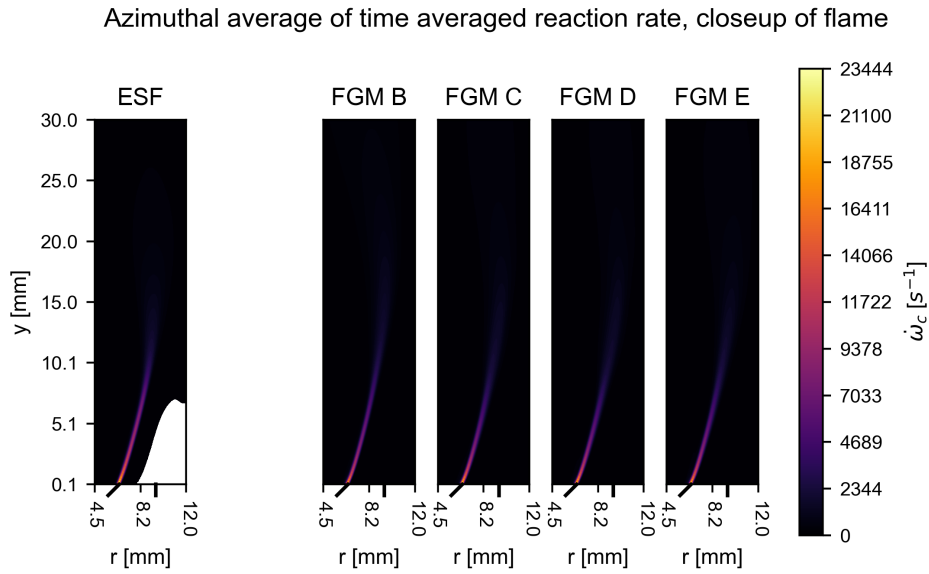 Azimuthal average of time averaged reaction rate, closeup of flame
ESF
FGM B
FGM C
FGM D
FGM E
30.0
25.0
20.0
15.0
10.1
5.1
0.1
y [mm]
4.5
8.2
12.0
4.5
8.2
12.0
4.5
8.2
12.0
4.5
8.2
12.0
4.5
8.2
12.0
r [mm]
r [mm]
r [mm]
r [mm]
r [mm]
23444
21100
18755
16411
14066
11722
9378
7033
4689
2344
0
ω̇c [s⁻¹]